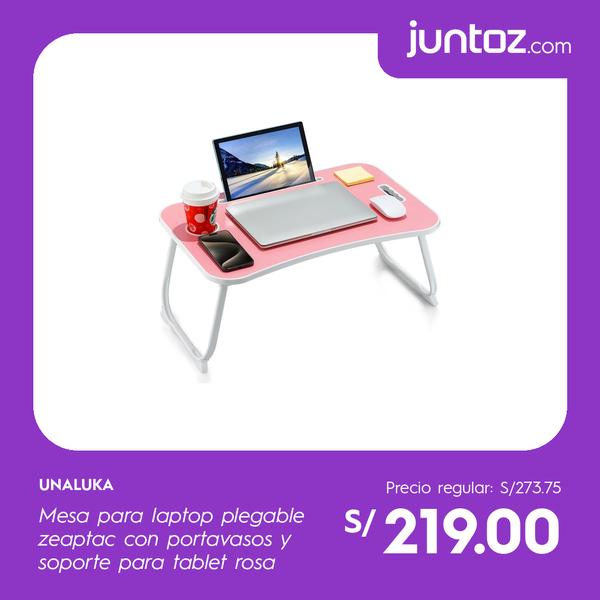 juntoz.com
UNALUKA
Mesa para laptop plegable
zeaptac con portavasos y
soporte para tablet rosa
Precio regular: S/273.75
S/219.00